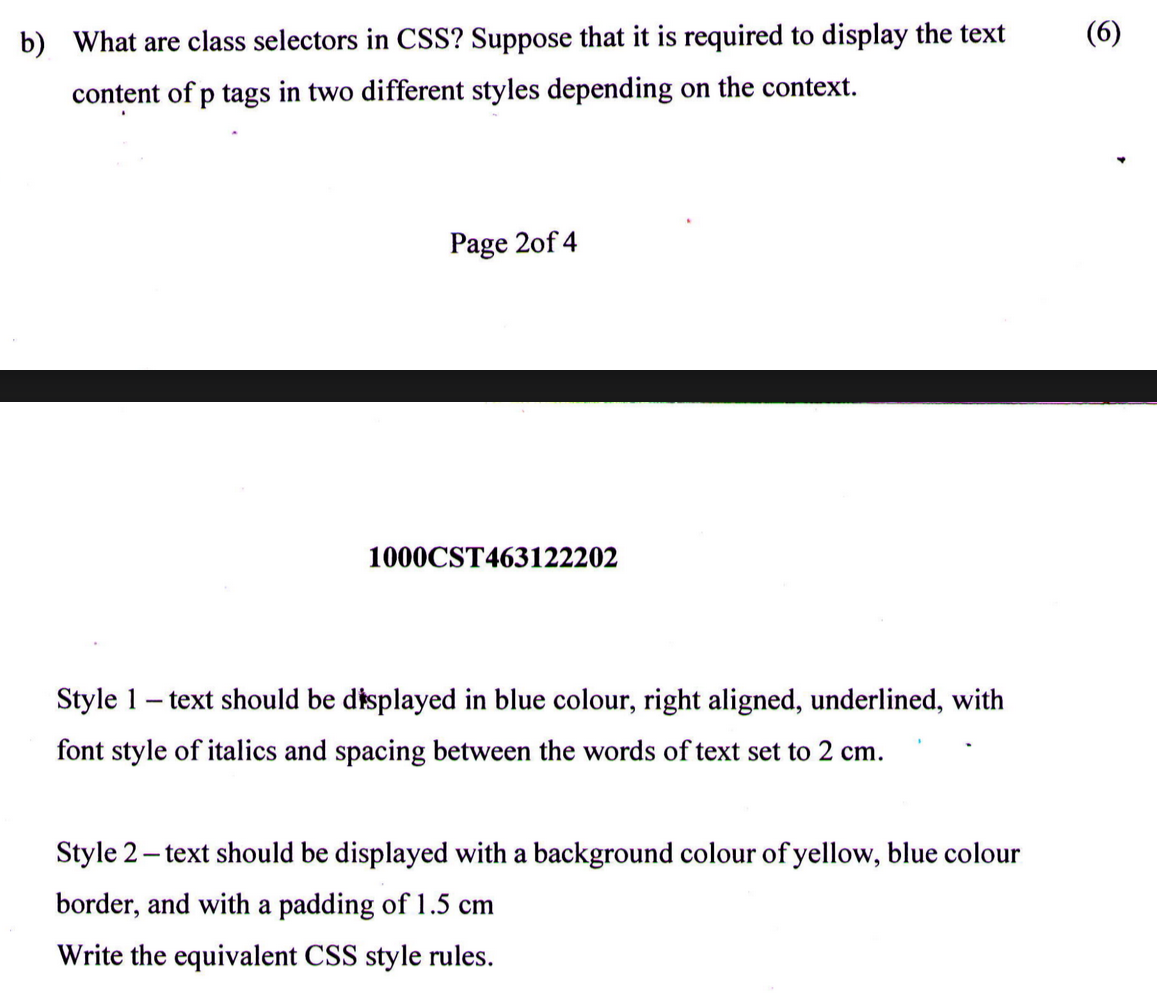 b) What are class selectors in CSS? Suppose that it is required to display the text (6)
content of p tags in two different styles depending on the context.
Page 2of 4
1000CST463122202
Style 1 – text should be displayed in blue colour, right aligned, underlined, with
font style of italics and spacing between the words of text set to 2 cm.
Style 2 – text should be displayed with a background colour of yellow, blue colour
border, and with a padding of 1.5 cm
Write the equivalent CSS style rules.